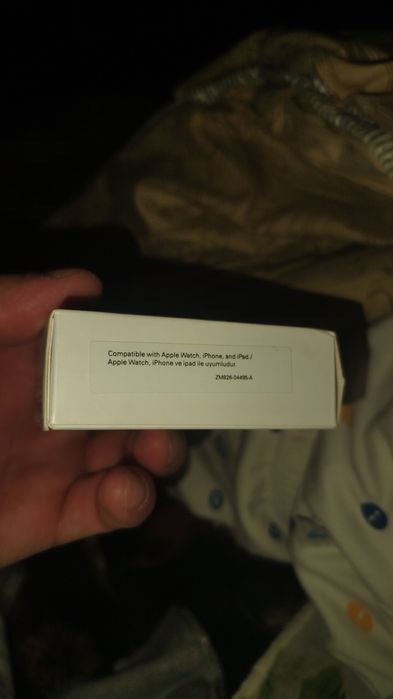 Compatible with Apple Watch, iPhone, and iPad /
Apple Watch, iPhone ve ipad ile uyumludur.
ZM826-04495-A